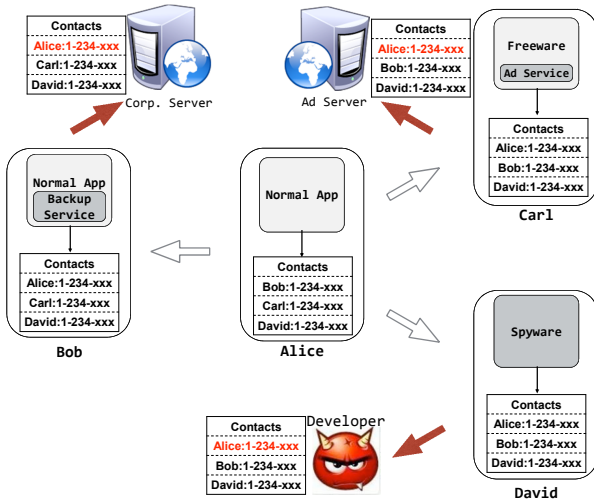 Contacts
Alice:1-234-xxx
Carl:1-234-xxx
David:1-234-xxx
Corp. Server
Contacts
Alice:1-234-xxx
Bob:1-234-xxx
David:1-234-xxx
Ad Server
Freeware
Ad Service
Contacts
Alice:1-234-xxx
Bob:1-234-xxx
David:1-234-xxx
Carl
Normal App
Backup
Service
Contacts
Alice:1-234-xxx
Carl:1-234-xxx
David:1-234-xxx
Bob
Normal App
Contacts
Bob:1-234-xxx
Carl:1-234-xxx
David:1-234-xxx
Alice
Spyware
Contacts
Alice:1-234-xxx
Bob:1-234-xxx
David:1-234-xxx
David
Developer
Contacts
Alice:1-234-xxx
Bob:1-234-xxx
David:1-234-xxx